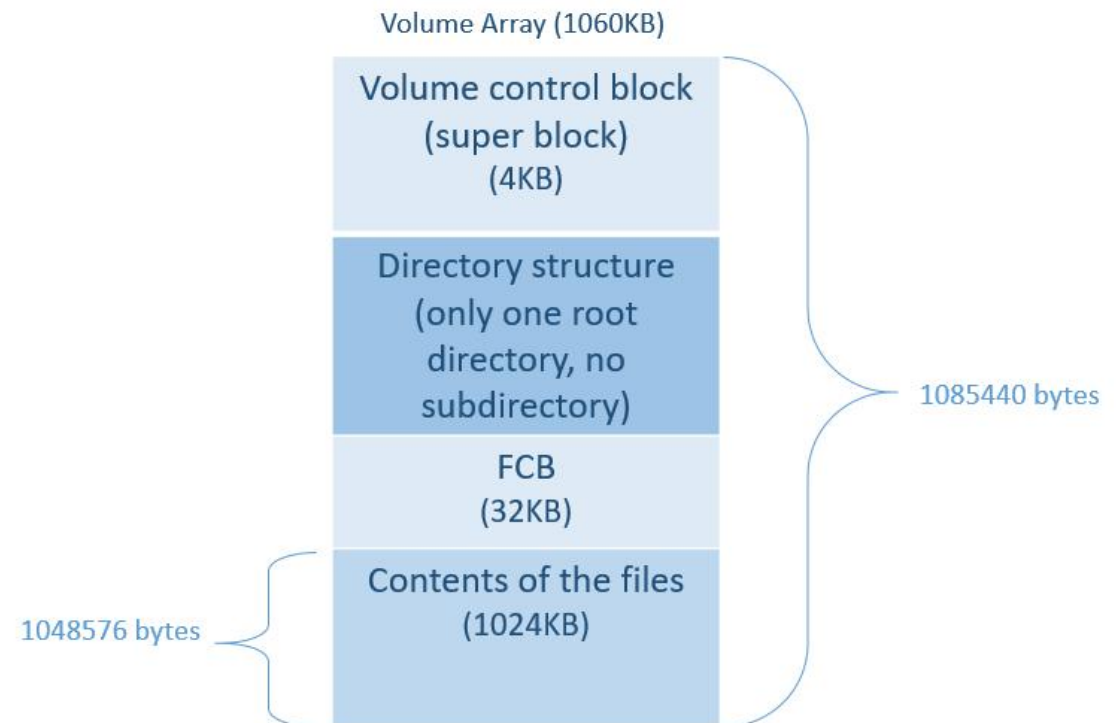 Volume Array (1060KB)
Volume control block
(super block)
(4KB)
Directory structure
(only one root
directory, no
subdirectory)
1085440 bytes
FCB
(32KB)
Contents of the files
(1024KB)
1048576 bytes